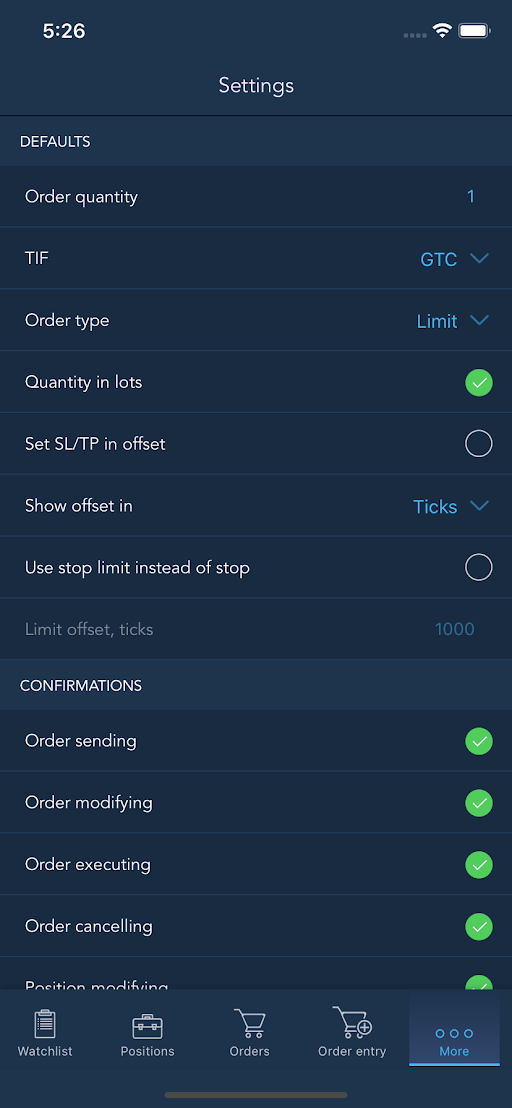 5:26
Settings
DEFAULTS
Order quantity 1
TIF GTC
Order type Limit
Quantity in lots
Set SL/TP in offset
Show offset in Ticks
Use stop limit instead of stop
Limit offset, ticks 1000
CONFIRMATIONS
Order sending
Order modifying
Order executing
Order cancelling
Position modifying
Watchlist Positions Orders Order entry More